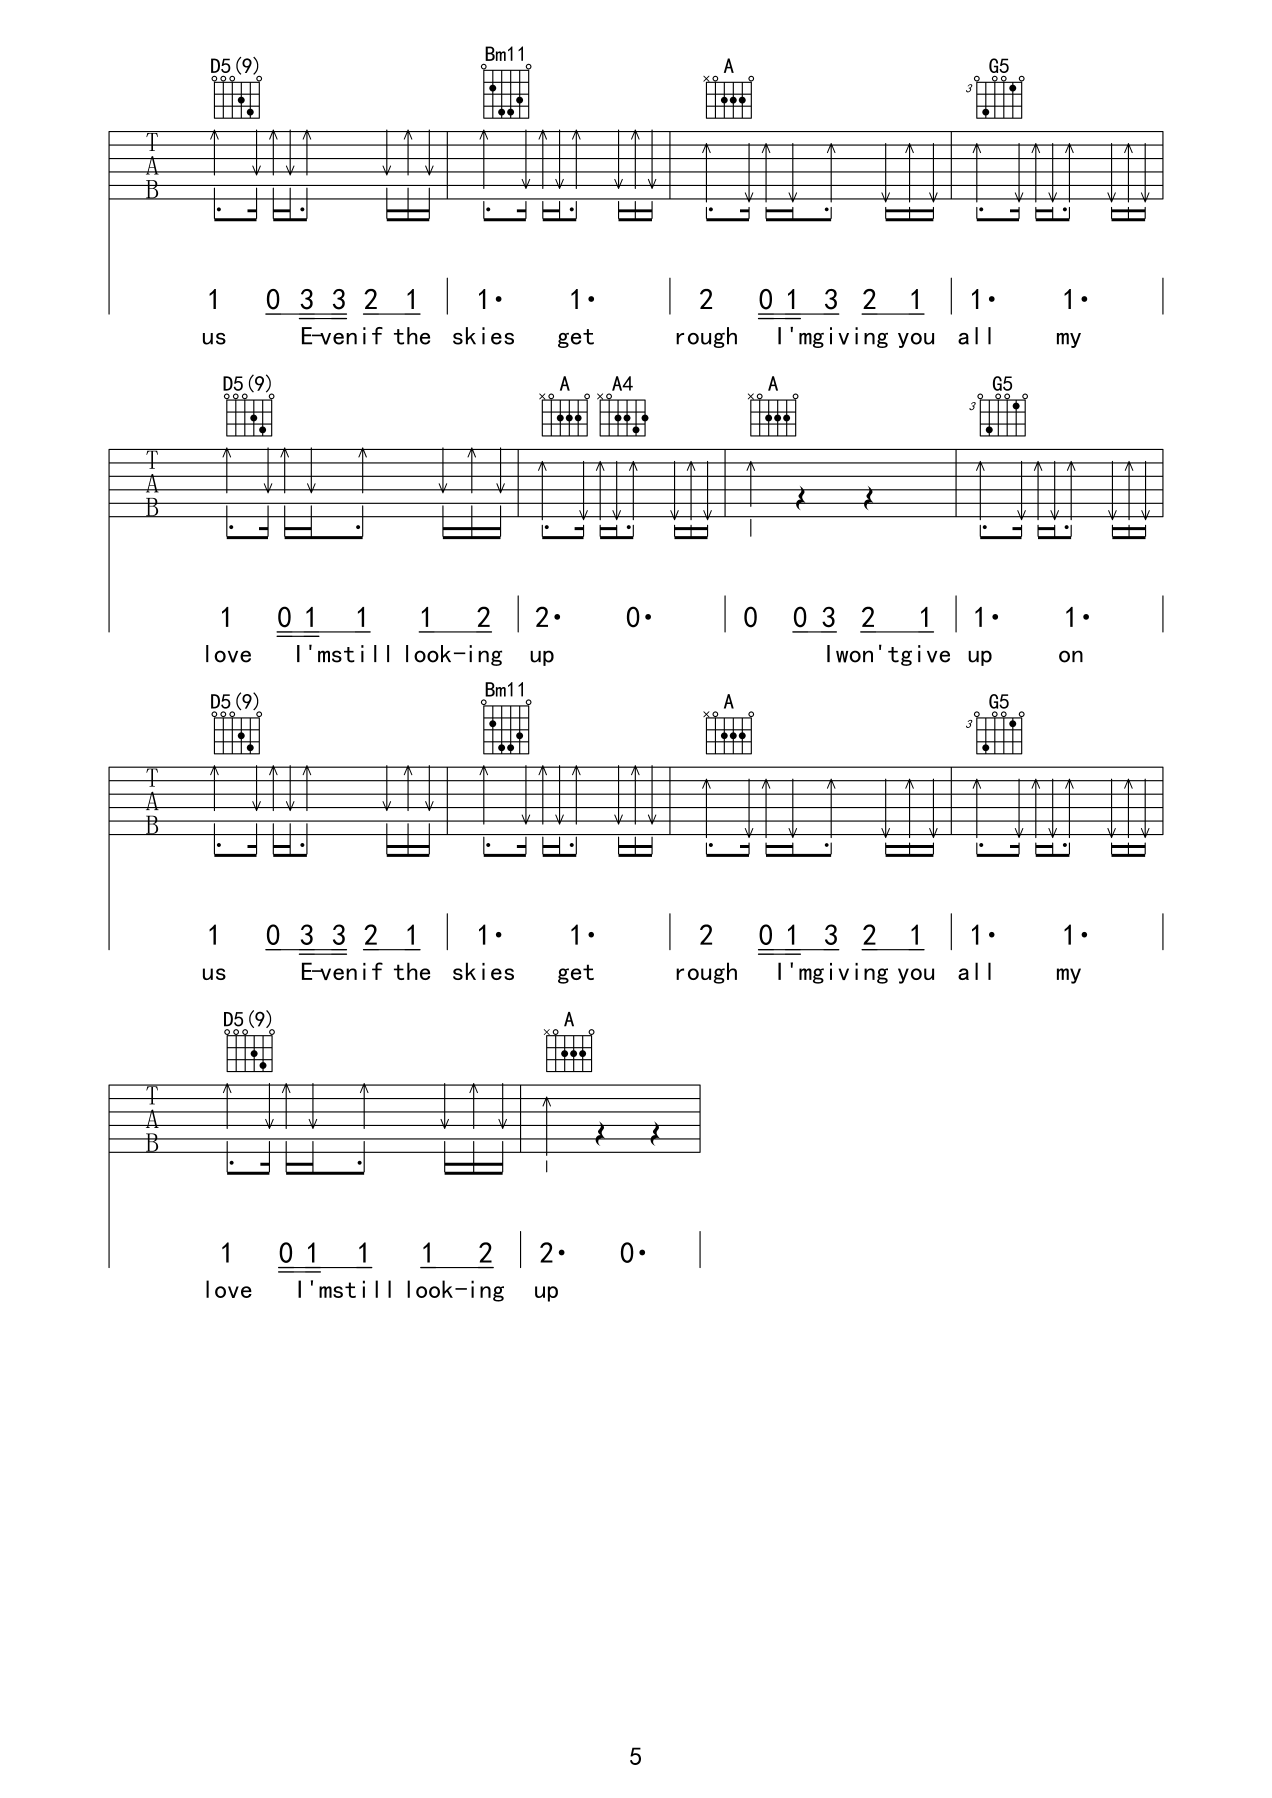 D5(9) Bm11 A G5
3
T
A
B
1 0 3 3 2 1 1• 1• 2 0 1 3 2 1 1• 1•
us E-venif the skies get rough I'mgiving you all my
D5(9) A A4 A G5
3
T
A
B
1 0 1 1 1 2 2• 0• 0 0 3 2 1 1• 1•
love I'mstill look-ing up Iwon'tgive up on
D5(9) Bm11 A G5
3
T
A
B
1 0 3 3 2 1 1• 1• 2 0 1 3 2 1 1• 1•
us E-venif the skies get rough I'mgiving you all my
D5(9) A
T
A
B
1 0 1 1 1 2 2• 0•
love I'mstill look-ing up
5